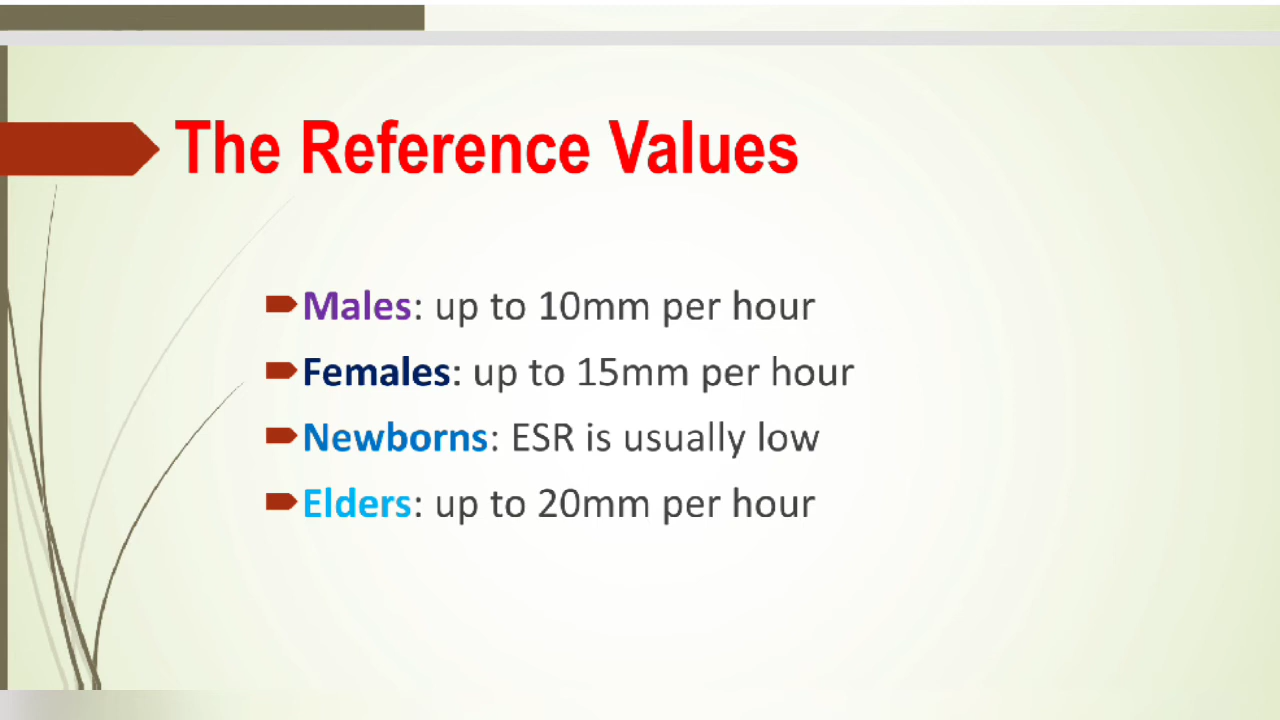 The Reference Values
Males: up to 10mm per hour
Females: up to 15mm per hour
Newborns: ESR is usually low
Elders: up to 20mm per hour